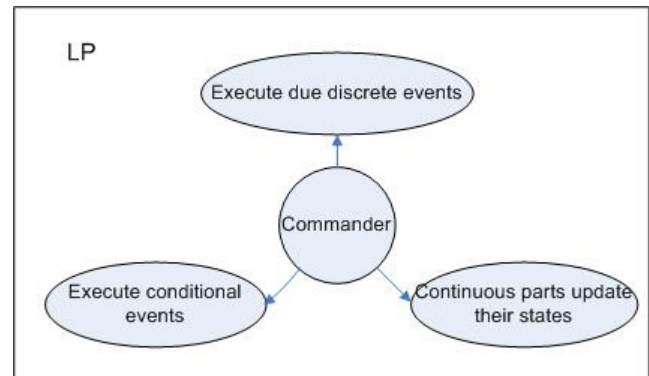 LP
Execute due discrete events
Commander
Execute conditional
events
Continuous parts update
their states